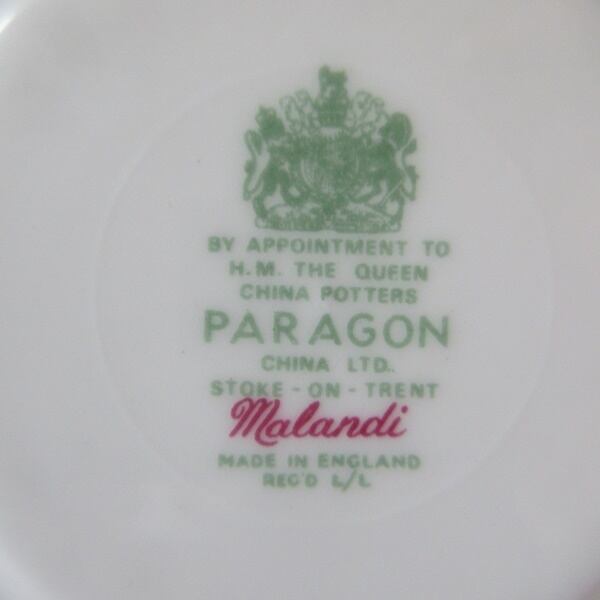 BY APPOINTMENT TO
H.M. THE QUEEN
CHINA POTTERS
PARAGON
CHINA LTD.
STOKE-ON-TRENT
Malandi
MADE IN ENGLAND
REG'D L/L